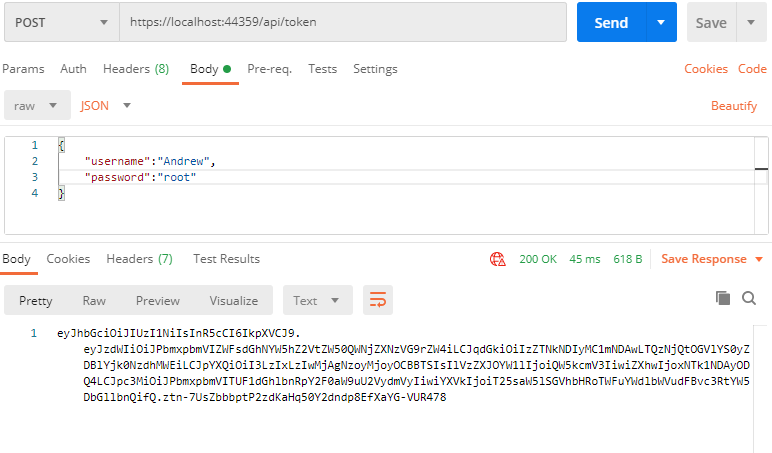 POST https://localhost:44359/api/token Send Save
Params Auth Headers (8) Body Pre-req. Tests Settings Cookies Code
raw JSON Beautify
1 {
2 "username":"Andrew",
3 "password":"root"
4 }
Body Cookies Headers (7) Test Results 200 OK 45 ms 618 B Save Response
Pretty Raw Preview Visualize Text
1 eyJhbGciOiJIUzI1NiIsInR5cCI6IkpXVCJ9.
eyJzdWIiOiJPbmxpbmVIZWFsdGhNYW5hZ2VtZW50QWNjZXNzVG9rZW4iLCJqdGkiOiIzZTNkNDIyMC1mNDAwLTQzNjQtOGVlYS0yZ
DBlYjk0NzdhMWEiLCJpYXQiOiI3LzIxLzIwMjAgNzoyMjoyOCBBTSIsIlVzZXJOYW1lIjoiQW5kcmV3IiwiZXhwIjoxNTk1NDAyOD
Q4LCJpc3MiOiJPbmxpbmVITUF1dGhlbnRpY2F0aW9uU2VydmVyIiwiYXVkIjoiT25saW5lSGVhbHRoTWFuYWdlbWVudFBvc3RtYW5
DbGllbnQifQ.ztn-7UsZbbbptP2zdKaHq50Y2dndp8EfXaYG-VUR478